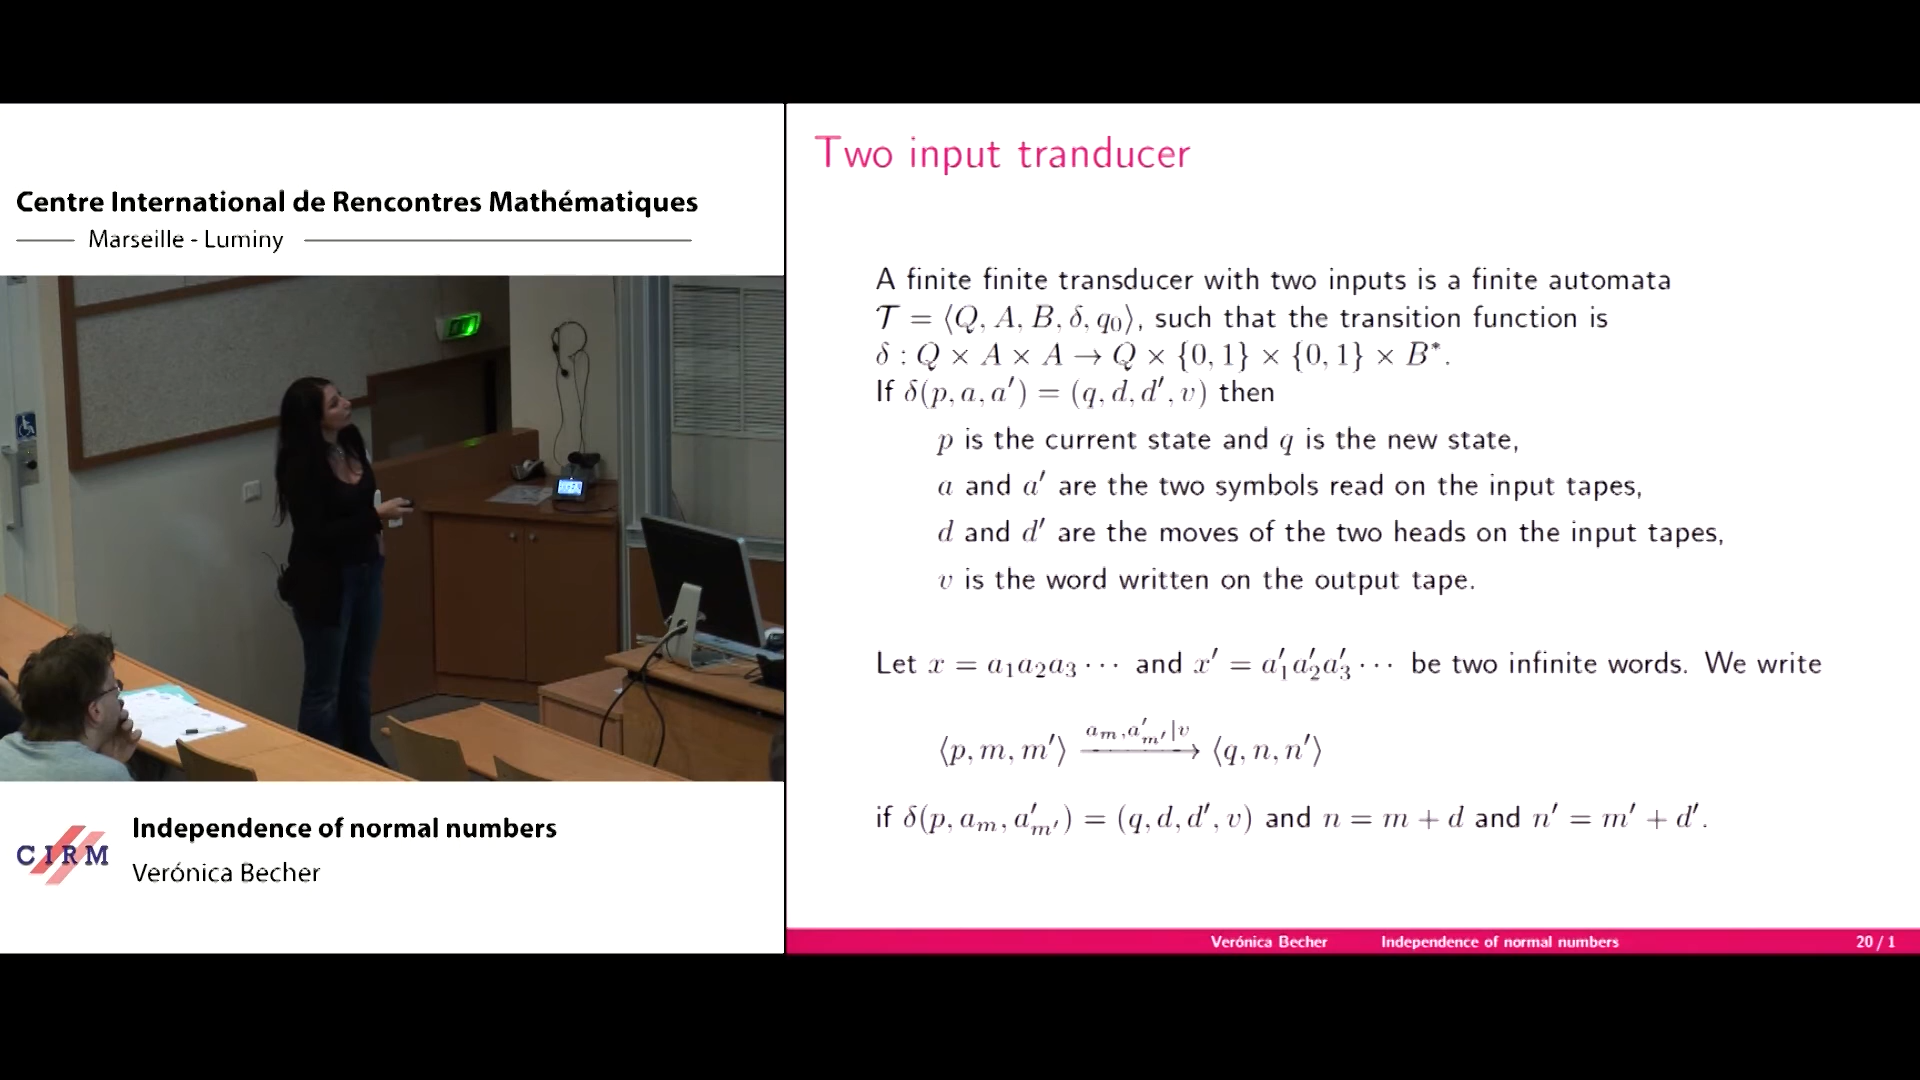 Centre International de Rencontres Mathématiques
Marseille - Luminy
CIRM
Independence of normal numbers
Verónica Becher
Two input tranducer
A finite finite transducer with two inputs is a finite automata
𝒯 = ⟨Q, A, B, δ, q₀⟩, such that the transition function is
δ : Q × A × A → Q × {0, 1} × {0, 1} × B*.
If δ(p, a, a′) = (q, d, d′, v) then
p is the current state and q is the new state,
a and a′ are the two symbols read on the input tapes,
d and d′ are the moves of the two heads on the input tapes,
v is the word written on the output tape.
Let x = a₁a₂a₃ ··· and x′ = a′₁a′₂a′₃ ··· be two infinite words. We write
⟨p, m, m′⟩ —a_m, a′_m′|v→ ⟨q, n, n′⟩
if δ(p, a_m, a′_m′) = (q, d, d′, v) and n = m + d and n′ = m′ + d′.
Verónica Becher Independence of normal numbers 20 / 1